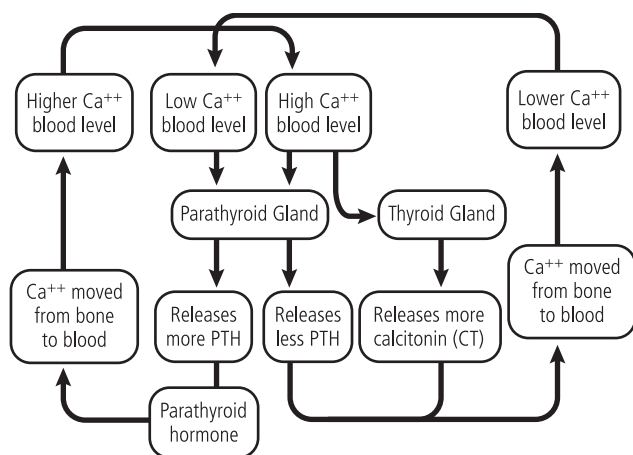 Higher Ca++
blood level
Low Ca++
blood level
High Ca++
blood level
Lower Ca++
blood level
Parathyroid Gland
Thyroid Gland
Ca++ moved
from bone
to blood
Releases
more PTH
Releases
less PTH
Releases more
calcitonin (CT)
Ca++ moved
from bone
to blood
Parathyroid
hormone